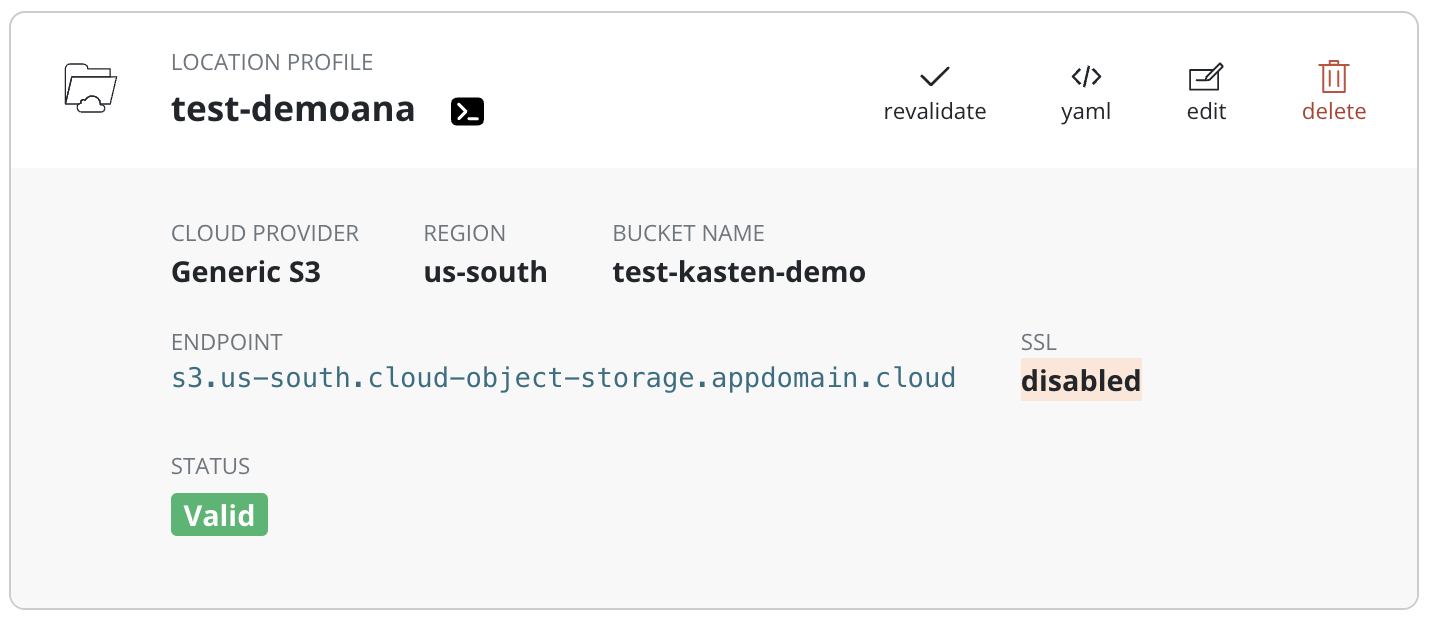 LOCATION PROFILE
test-demoana
revalidate
yaml
edit
delete
CLOUD PROVIDER
Generic S3
REGION
us-south
BUCKET NAME
test-kasten-demo
ENDPOINT
s3.us-south.cloud-object-storage.appdomain.cloud
SSL
disabled
STATUS
Valid